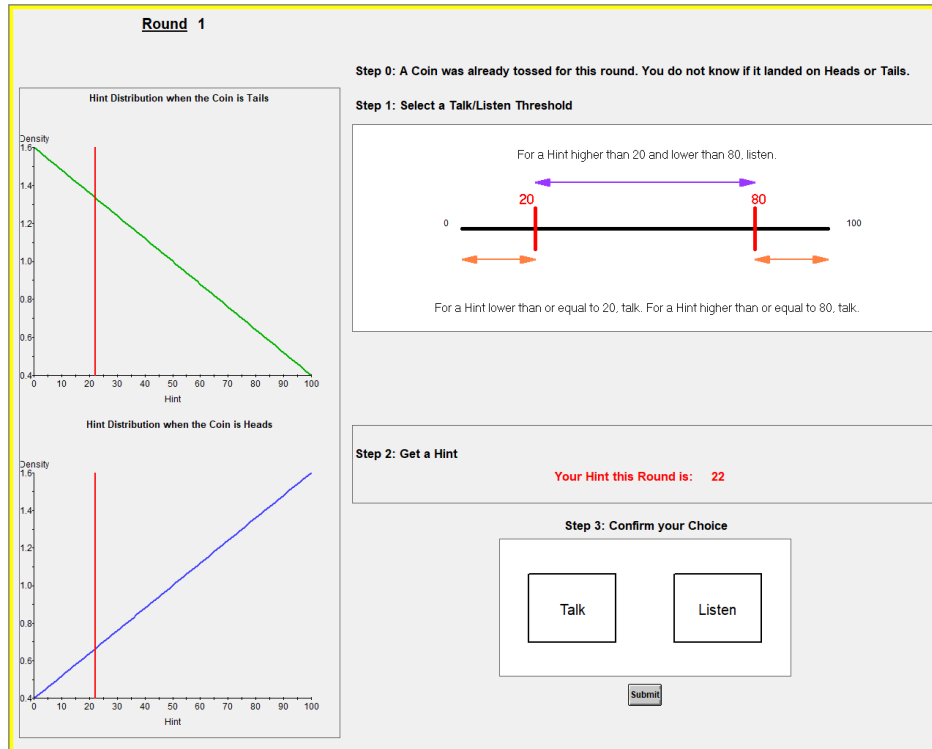 Round 1
Step 0: A Coin was already tossed for this round. You do not know if it landed on Heads or Tails.
Hint Distribution when the Coin is Tails
Density
1.6
1.4
1.2
1.0
0.8
0.6
0.4
0 10 20 30 40 50 60 70 80 90 100
Hint
Hint Distribution when the Coin is Heads
Density
1.6
1.4
1.2
1.0
0.8
0.6
0.4
0 10 20 30 40 50 60 70 80 90 100
Hint
Step 1: Select a Talk/Listen Threshold
For a Hint higher than 20 and lower than 80, listen.
20 80
0 100
For a Hint lower than or equal to 20, talk. For a Hint higher than or equal to 80, talk.
Step 2: Get a Hint
Your Hint this Round is: 22
Step 3: Confirm your Choice
Talk Listen
Submit